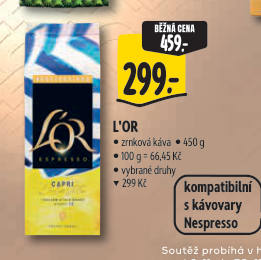 BĚŽNÁ CENA
459.-
299.-
L'OR
ESPRESSO
CAPRI
L'OR
• zrnková káva • 450 g
• 100 g = 66,45 Kč
• vybrané druhy
▼ 299 Kč
kompatibilní
s kávovary
Nespresso
Soutěž probíhá v